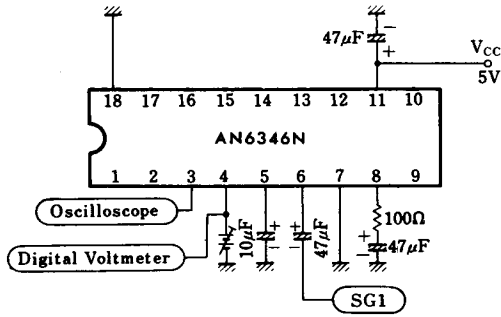 47μF
VCC
5V
18 17 16 15 14 13 12 11 10
AN6346N
1 2 3 4 5 6 7 8 9
Oscilloscope
Digital Voltmeter
10μF
47μF
100Ω
47μF
SG1